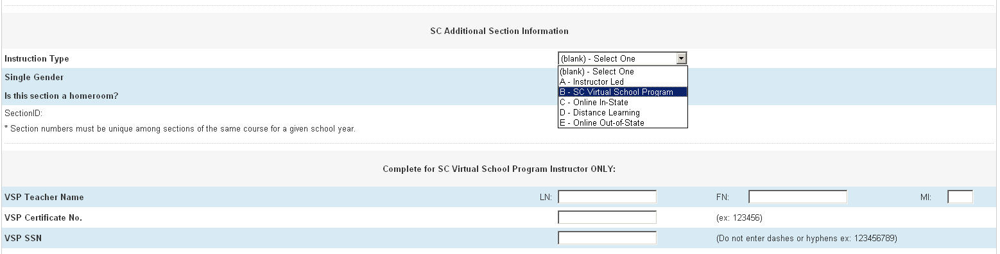 SC Additional Section Information
Instruction Type (blank) - Select One
(blank) - Select One
Single Gender A - Instructor Led
B - SC Virtual School Program
Is this section a homeroom? C - Online In-State
SectionID: D - Distance Learning
E - Online Out-of-State
* Section numbers must be unique among sections of the same course for a given school year.
Complete for SC Virtual School Program Instructor ONLY:
VSP Teacher Name LN: FN: MI:
VSP Certificate No. (ex: 123456)
VSP SSN (Do not enter dashes or hyphens ex: 123456789)